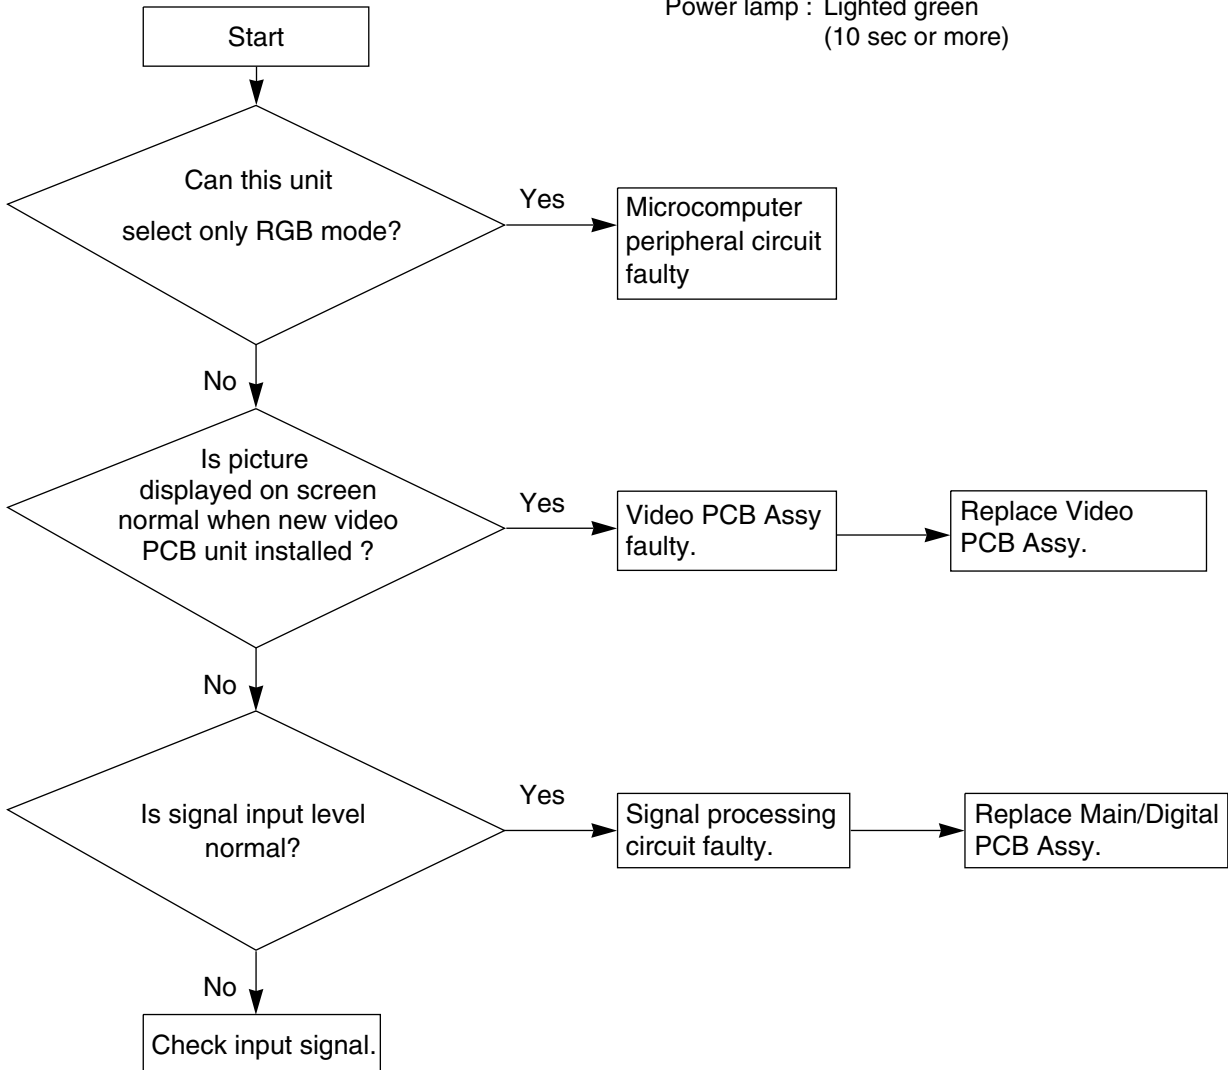 Power lamp : Lighted green
(10 sec or more)
Start
Can this unit
select only RGB mode?
Yes
Microcomputer
peripheral circuit
faulty
No
Is picture
displayed on screen
normal when new video
PCB unit installed ?
Yes
Video PCB Assy
faulty.
Replace Video
PCB Assy.
No
Is signal input level
normal?
Yes
Signal processing
circuit faulty.
Replace Main/Digital
PCB Assy.
No
Check input signal.